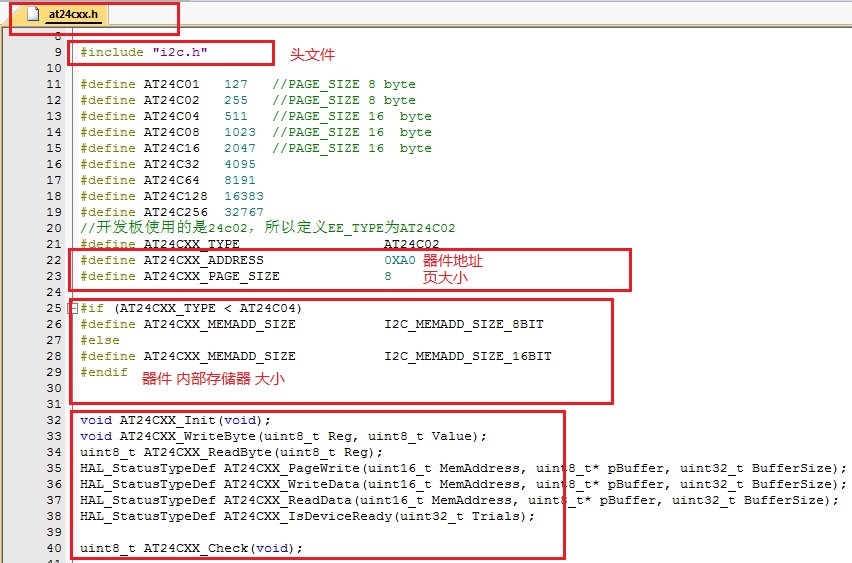 at24cxx.h
8
9 #include "i2c.h" 头文件
10
11 #define AT24C01 127 //PAGE_SIZE 8 byte
12 #define AT24C02 255 //PAGE_SIZE 8 byte
13 #define AT24C04 511 //PAGE_SIZE 16 byte
14 #define AT24C08 1023 //PAGE_SIZE 16 byte
15 #define AT24C16 2047 //PAGE_SIZE 16 byte
16 #define AT24C32 4095
17 #define AT24C64 8191
18 #define AT24C128 16383
19 #define AT24C256 32767
20 //开发板使用的是24c02，所以定义EE_TYPE为AT24C02
21 #define AT24CXX_TYPE AT24C02
22 #define AT24CXX_ADDRESS 0XA0 器件地址
23 #define AT24CXX_PAGE_SIZE 8 页大小
24
25 #if (AT24CXX_TYPE < AT24C04)
26 #define AT24CXX_MEMADD_SIZE I2C_MEMADD_SIZE_8BIT
27 #else
28 #define AT24CXX_MEMADD_SIZE I2C_MEMADD_SIZE_16BIT
29 #endif 器件 内部存储器 大小
30
31
32 void AT24CXX_Init(void);
33 void AT24CXX_WriteByte(uint8_t Reg, uint8_t Value);
34 uint8_t AT24CXX_ReadByte(uint8_t Reg);
35 HAL_StatusTypeDef AT24CXX_PageWrite(uint16_t MemAddress, uint8_t* pBuffer, uint32_t BufferSize);
36 HAL_StatusTypeDef AT24CXX_WriteData(uint16_t MemAddress, uint8_t* pBuffer, uint32_t BufferSize);
37 HAL_StatusTypeDef AT24CXX_ReadData(uint16_t MemAddress, uint8_t* pBuffer, uint32_t BufferSize);
38 HAL_StatusTypeDef AT24CXX_IsDeviceReady(uint32_t Trials);
39
40 uint8_t AT24CXX_Check(void);